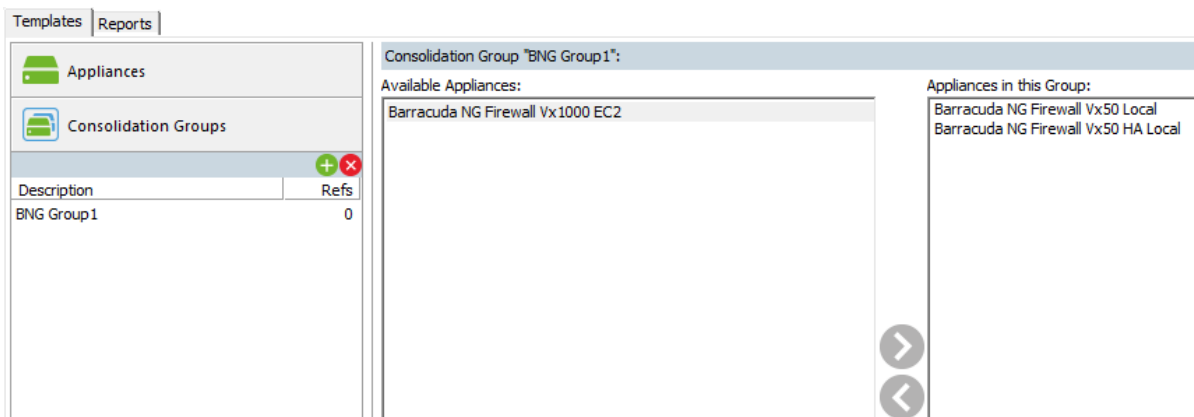 Templates Reports
Appliances
Consolidation Groups
Description Refs
BNG Group1 0
Consolidation Group "BNG Group1":
Available Appliances:
Barracuda NG Firewall Vx1000 EC2
Appliances in this Group:
Barracuda NG Firewall Vx50 Local
Barracuda NG Firewall Vx50 HA Local